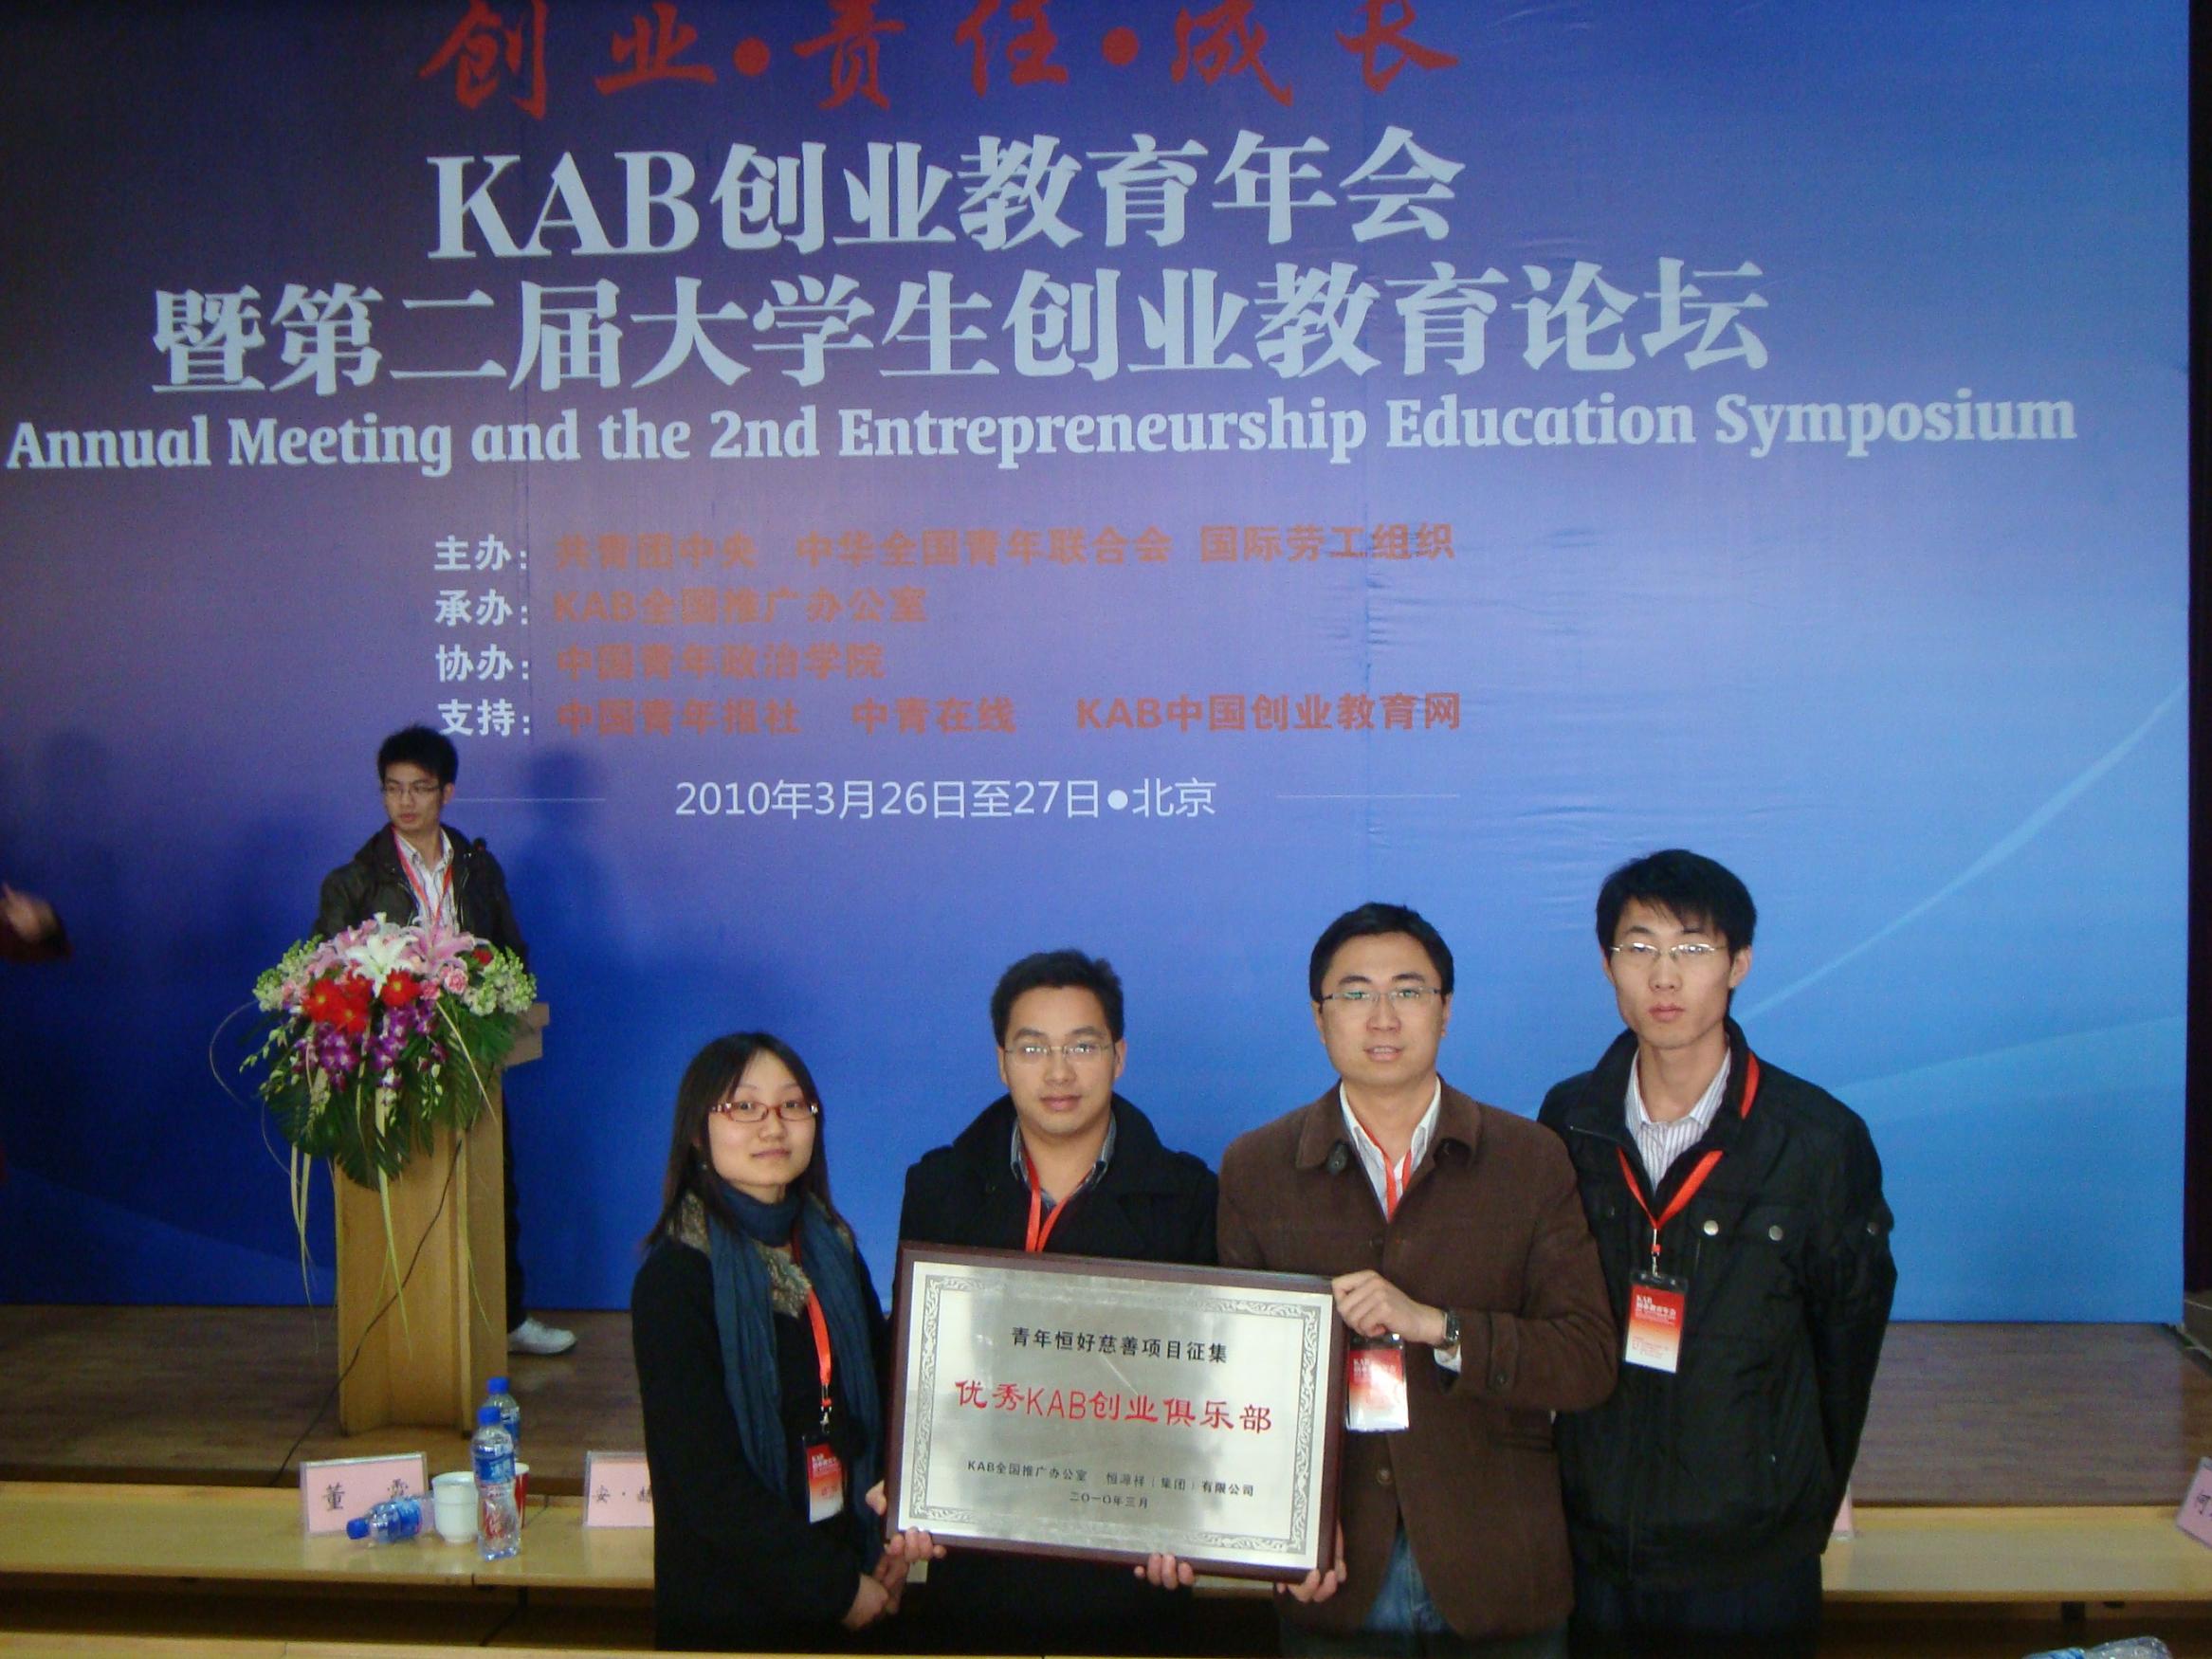 创业·责任·成长
KAB创业教育年会
暨第二届大学生创业教育论坛
Annual Meeting and the 2nd Entrepreneurship Education Symposium
主办：共青团中央 中华全国青年联合会 国际劳工组织
承办：KAB全国推广办公室
协办：中国青年政治学院
支持：中国青年报社 中青在线 KAB中国创业教育网
2010年3月26日至27日●北京
青年恒好慈善项目征集
优秀KAB创业俱乐部
KAB全国推广办公室 恒源祥（集团）有限公司
二〇一〇年三月
董
安·
KAB
KAB
KAB